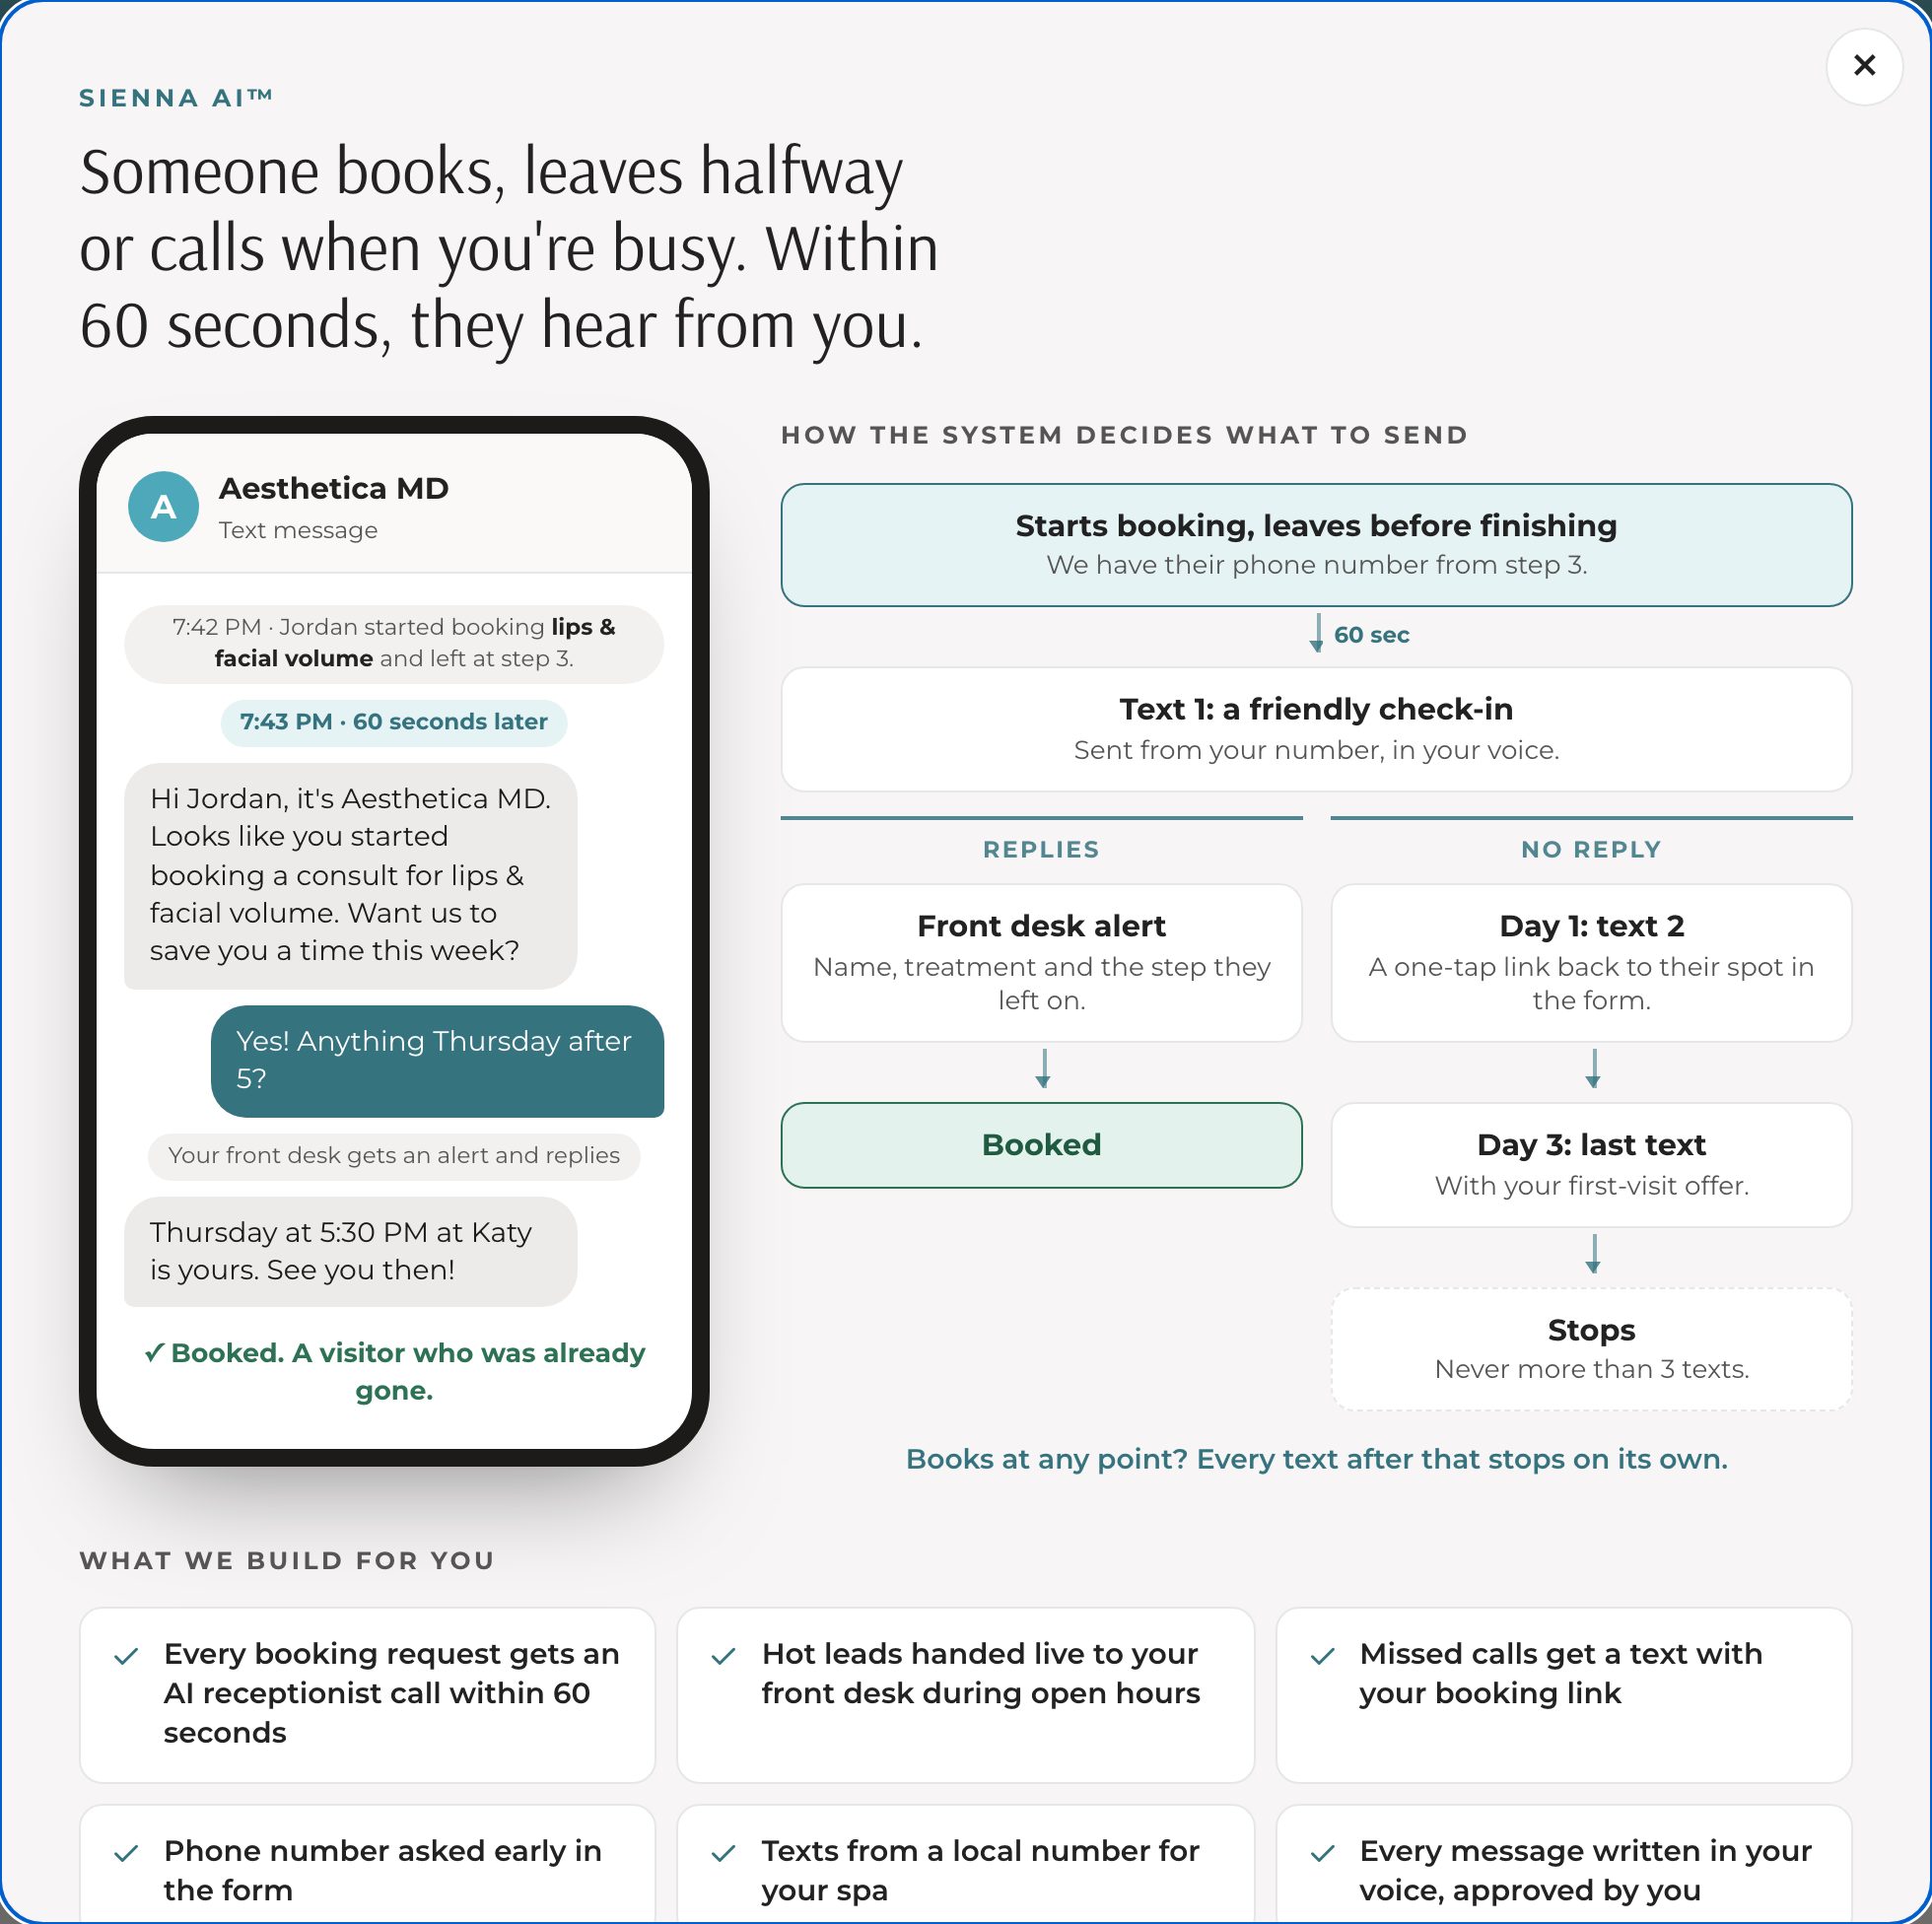 SIENNA AI™
Someone books, leaves halfway
or calls when you're busy. Within
60 seconds, they hear from you.
A
Aesthetica MD
Text message
7:42 PM · Jordan started booking lips &
facial volume and left at step 3.
7:43 PM · 60 seconds later
Hi Jordan, it's Aesthetica MD.
Looks like you started
booking a consult for lips &
facial volume. Want us to
save you a time this week?
Yes! Anything Thursday after
5?
Your front desk gets an alert and replies
Thursday at 5:30 PM at Katy
is yours. See you then!
✓ Booked. A visitor who was already
gone.
HOW THE SYSTEM DECIDES WHAT TO SEND
Starts booking, leaves before finishing
We have their phone number from step 3.
60 sec
Text 1: a friendly check-in
Sent from your number, in your voice.
REPLIES
Front desk alert
Name, treatment and the step they
left on.
Booked
NO REPLY
Day 1: text 2
A one-tap link back to their spot in
the form.
Day 3: last text
With your first-visit offer.
Stops
Never more than 3 texts.
Books at any point? Every text after that stops on its own.
WHAT WE BUILD FOR YOU
Every booking request gets an
AI receptionist call within 60
seconds
Hot leads handed live to your
front desk during open hours
Missed calls get a text with
your booking link
Phone number asked early in
the form
Texts from a local number for
your spa
Every message written in your
voice, approved by you